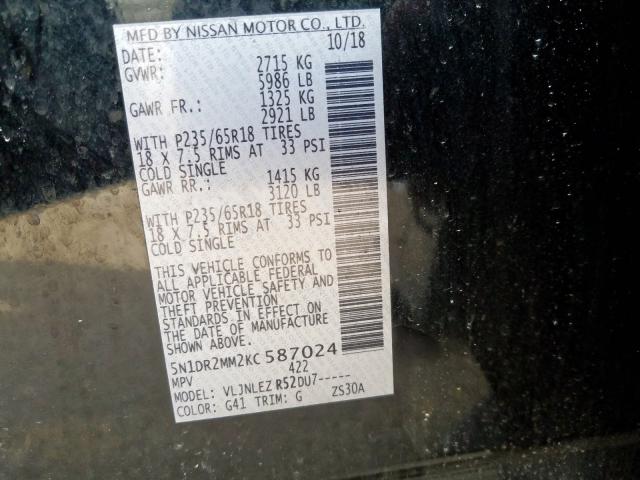 MFD BY NISSAN MOTOR CO., LTD.
DATE: 10/18
GVWR: 2715 KG
5986 LB
GAWR FR.: 1325 KG
2921 LB
WITH P235/65R18 TIRES
18 X 7.5 RIMS AT 33 PSI
COLD SINGLE
GAWR RR.: 1415 KG
3120 LB
WITH P235/65R18 TIRES
18 X 7.5 RIMS AT 33 PSI
COLD SINGLE
THIS VEHICLE CONFORMS TO
ALL APPLICABLE FEDERAL
MOTOR VEHICLE SAFETY AND
THEFT PREVENTION
STANDARDS IN EFFECT ON
THE DATE OF MANUFACTURE
SHOWN ABOVE.
5N1DR2MM2KC587024
MPV 422
MODEL: VLJNLEZ R52DU7-----
COLOR: G41 TRIM: G ZS30A